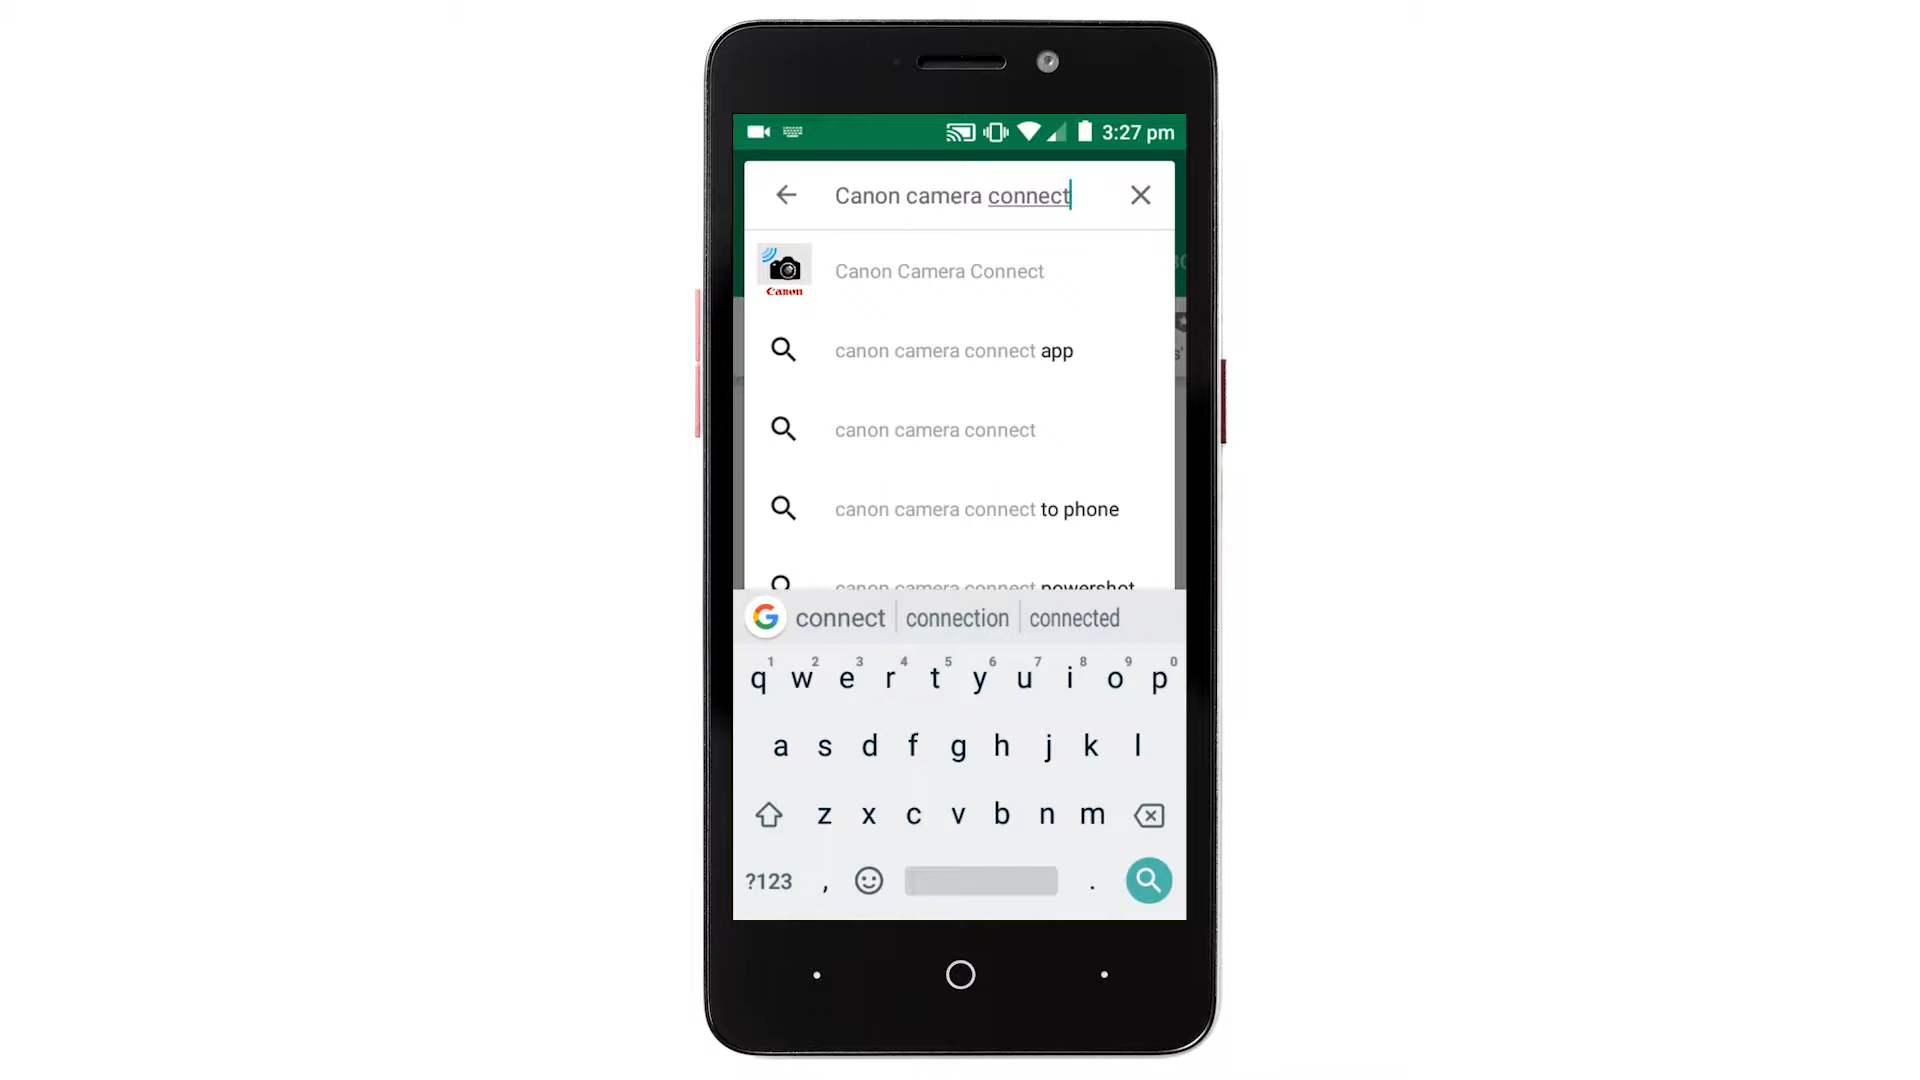 3:27 pm
Canon camera connect
Canon
Canon Camera Connect
canon camera connect app
canon camera connect
canon camera connect to phone
canon camera connect powershot
G connect connection connected
1 2 3 4 5 6 7 8 9 0
q w e r t y u i o p
a s d f g h j k l
z x c v b n m
?123 , .